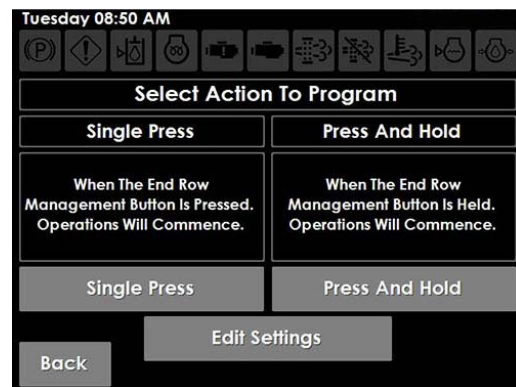 Tuesday 08:50 AM
(P)
Select Action To Program
Single Press
Press And Hold
When The End Row
Management Button Is Pressed.
Operations Will Commence.
When The End Row
Management Button Is Held.
Operations Will Commence.
Single Press
Press And Hold
Edit Settings
Back